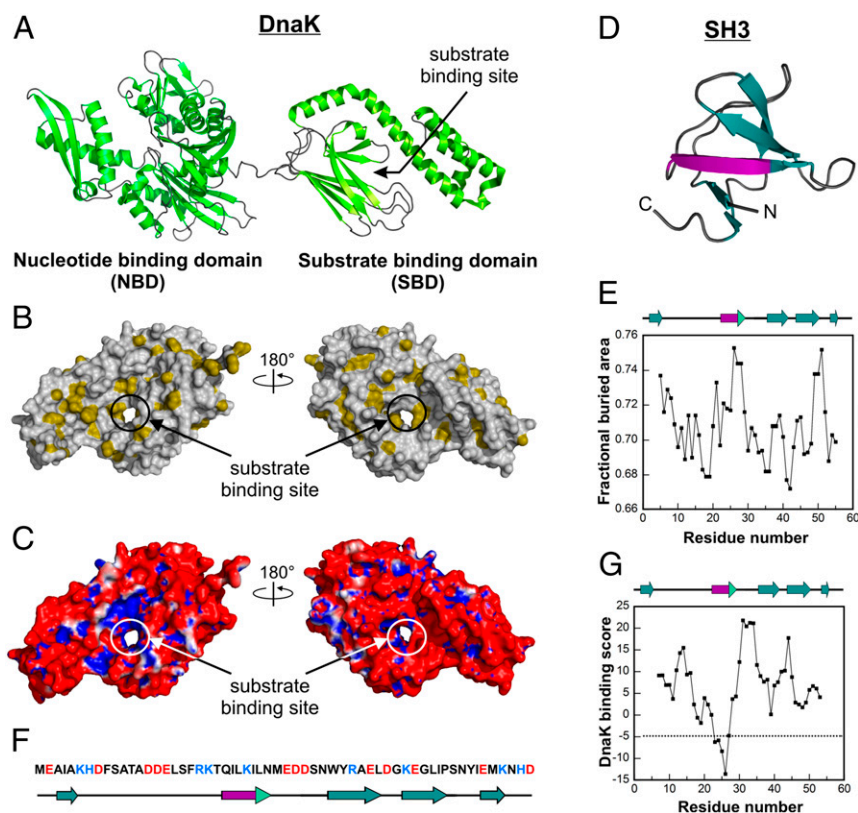 A
DnaK
substrate
binding site
Nucleotide binding domain
(NBD)
Substrate binding domain
(SBD)
B
180°
substrate
binding site
C
180°
substrate
binding site
F
MEAIAKHDFSATADDELSFRKTQILKILNMEDDSNWYRAELDGKEGLIPSNYIEMKNHD
D
SH3
C
N
E
Fractional buried area
0.76
0.74
0.72
0.70
0.68
0.66
0 10 20 30 40 50 60
Residue number
G
DnaK binding score
25
20
15
10
5
0
-5
-10
-15
0 10 20 30 40 50 60
Residue number